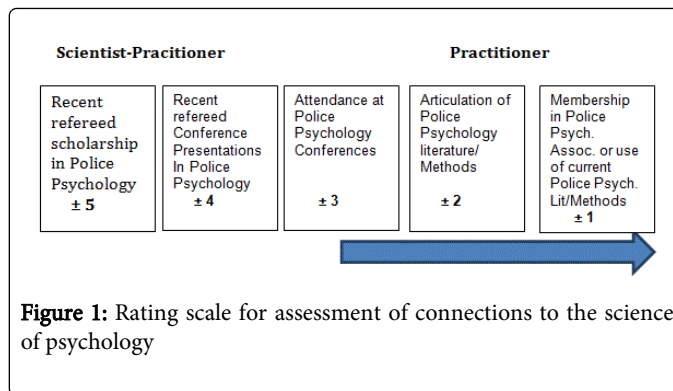 Scientist-Pracitioner
Practitioner
Recent
refereed
scholarship
in Police
Psychology
± 5
Recent
refereed
Conference
Presentations
In Police
Psychology
± 4
Attendance at
Police
Psychology
Conferences
± 3
Articulation of
Police
Psychology
literature/
Methods
± 2
Membership
in Police
Psych.
Assoc. or use
of current
Police Psych.
Lit/Methods
± 1
Figure 1: Rating scale for assessment of connections to the science
of psychology